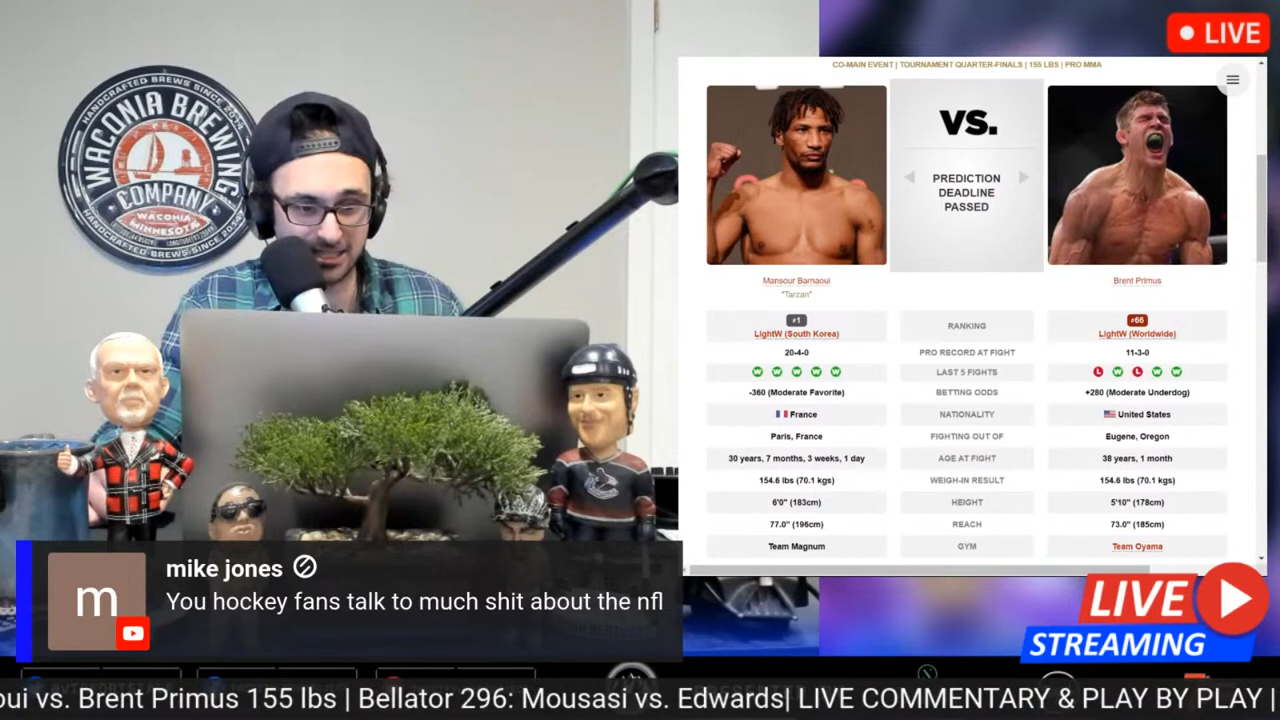 LIVE
CO-MAIN EVENT | TOURNAMENT QUARTER-FINALS | 155 LBS | PRO MMA
HANDCRAFTED BREWS SINCE 2014
WACONIA BREWING
COMPANY
WACONIA
MINNESOTA
VS.
PREDICTION
DEADLINE
PASSED
Mansour Barnaoui
"Tarzan"
Brent Primus
#1
LightW (South Korea)
RANKING
#66
LightW (Worldwide)
20-4-0 PRO RECORD AT FIGHT 11-3-0
W W W W W LAST 5 FIGHTS L W L W W
-360 (Moderate Favorite) BETTING ODDS +280 (Moderate Underdog)
France NATIONALITY United States
Paris, France FIGHTING OUT OF Eugene, Oregon
30 years, 7 months, 3 weeks, 1 day AGE AT FIGHT 38 years, 1 month
154.6 lbs (70.1 kgs) WEIGH-IN RESULT 154.6 lbs (70.1 kgs)
6'0" (183cm) HEIGHT 5'10" (178cm)
77.0" (196cm) REACH 73.0" (185cm)
Team Magnum GYM Team Oyama
m
mike jones
You hockey fans talk to much shit about the nfl
LIVE
STREAMING
oui vs. Brent Primus 155 lbs | Bellator 296: Mousasi vs. Edwards| LIVE COMMENTARY & PLAY BY PLAY |